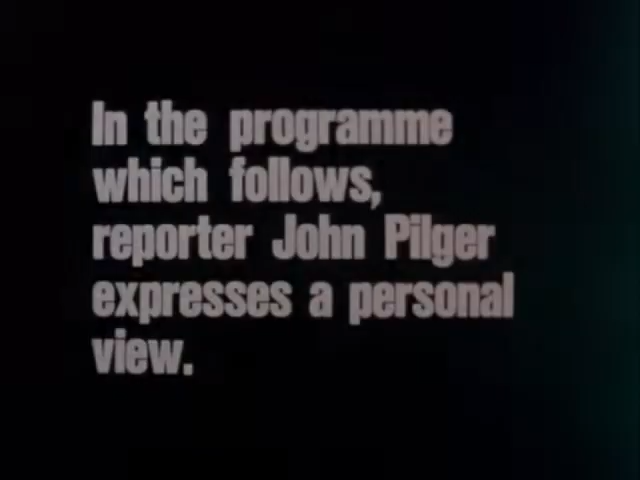 In the programme
which follows,
reporter John Pilger
expresses a personal
view.